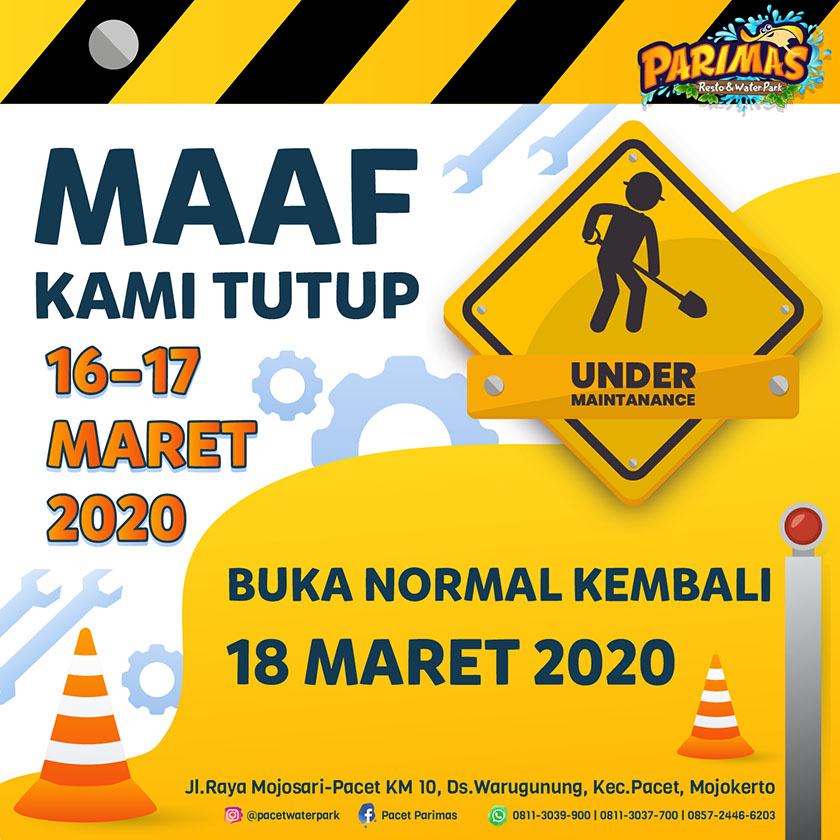 PARIMAS
Resto & Water Park
MAAF
KAMI TUTUP
16-17
MARET
2020
UNDER
MAINTANANCE
BUKA NORMAL KEMBALI
18 MARET 2020
Jl.Raya Mojosari-Pacet KM 10, Ds.Warugunung, Kec.Pacet, Mojokerto
@pacetwaterpark Pacet Parimas 0811-3039-900 | 0811-3037-700 | 0857-2446-6203